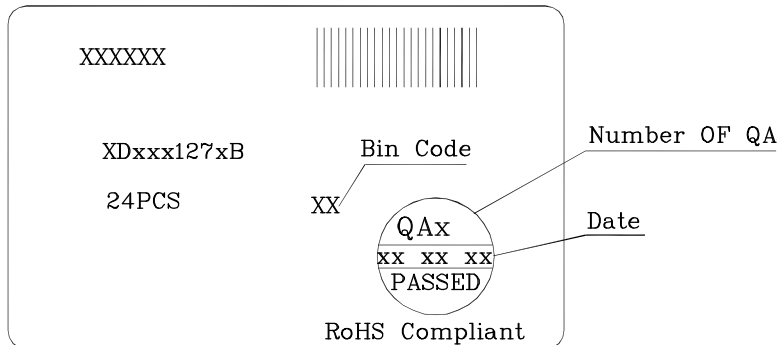 XXXXXX
Number OF QA
XDxxx127xB
Bin Code
24PCS
XX
QAx
Date
xx xx xx
PASSED
RoHS Compliant